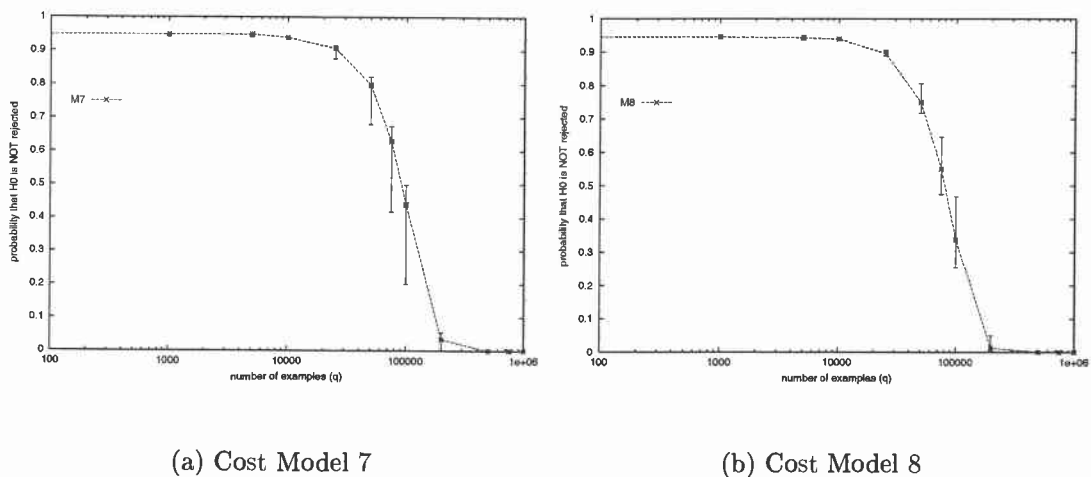 probability that H0 is NOT rejected
1
0.9
0.8
0.7
0.6
0.5
0.4
0.3
0.2
0.1
0
M7
100 1000 10000 100000 1e+06
number of examples (q)
(a) Cost Model 7
probability that H0 is NOT rejected
1
0.9
0.8
0.7
0.6
0.5
0.4
0.3
0.2
0.1
0
M8
100 1000 10000 100000 1e+06
number of examples (q)
(b) Cost Model 8